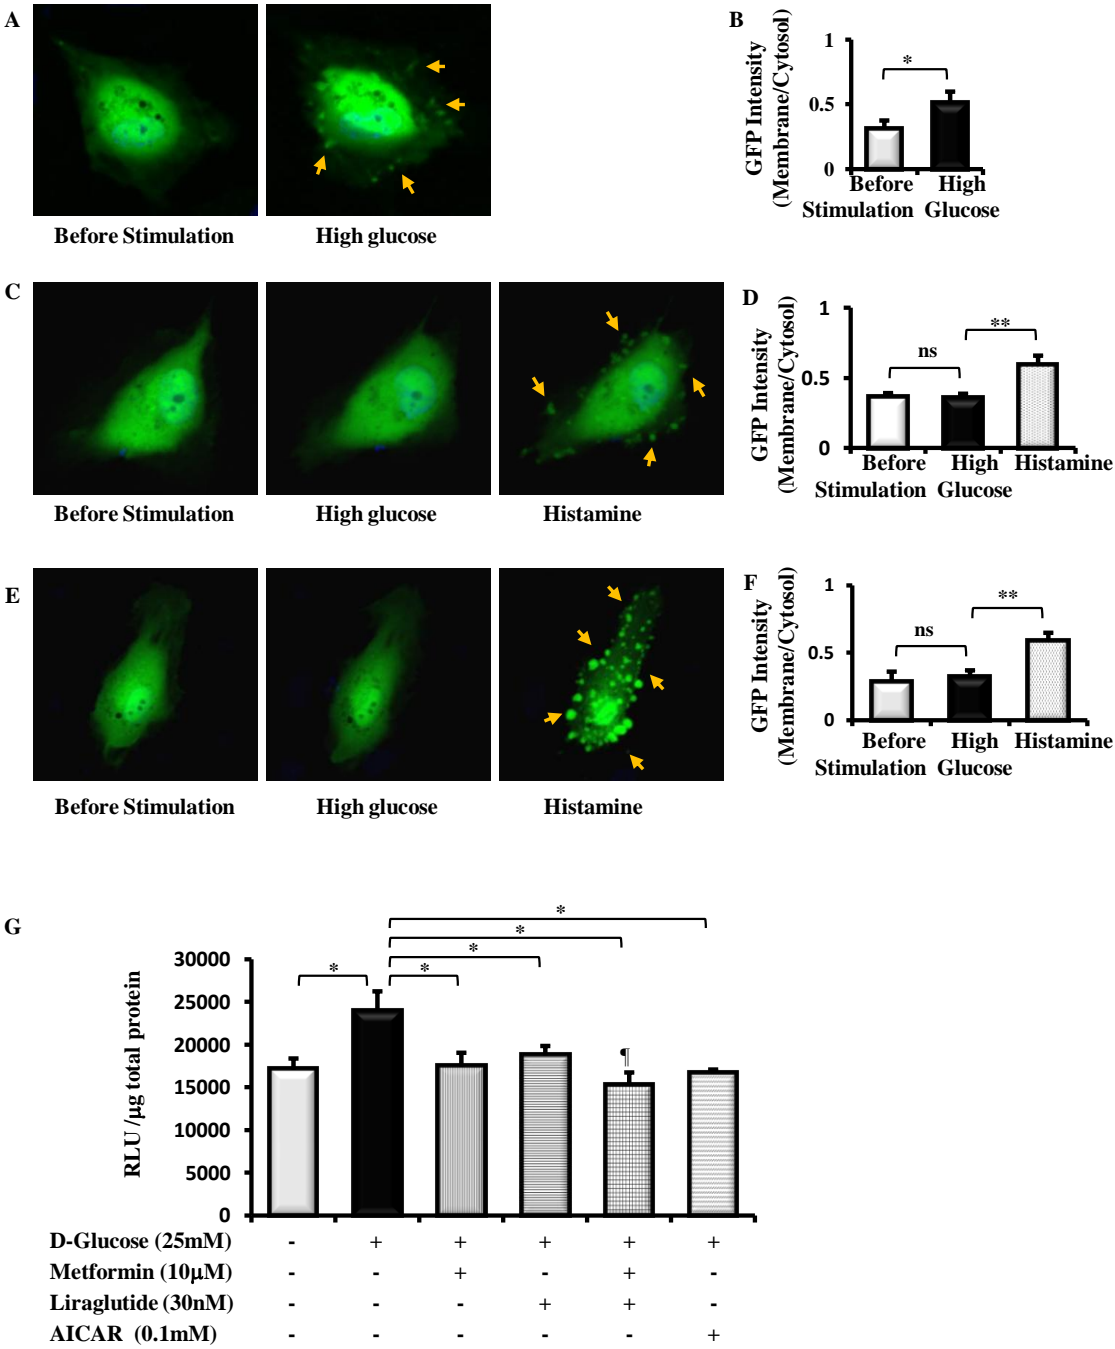 A
Before Stimulation
High glucose
B
GFP Intensity
(Membrane/Cytosol)
1
0.5
0
*
Before
Stimulation
High
Glucose
C
Before Stimulation
High glucose
Histamine
D
GFP Intensity
(Membrane/Cytosol)
1
0.5
0
ns
**
Before
Stimulation
High
Glucose
Histamine
E
Before Stimulation
High glucose
Histamine
F
GFP Intensity
(Membrane/Cytosol)
1
0.5
0
ns
**
Before
Stimulation
High
Glucose
Histamine
G
RLU /µg total protein
30000
25000
20000
15000
10000
5000
0
*
*
*
*
*
¶
D-Glucose (25mM) - + + + + +
Metformin (10µM) - - + - + -
Liraglutide (30nM) - - - + + -
AICAR (0.1mM) - - - - - +